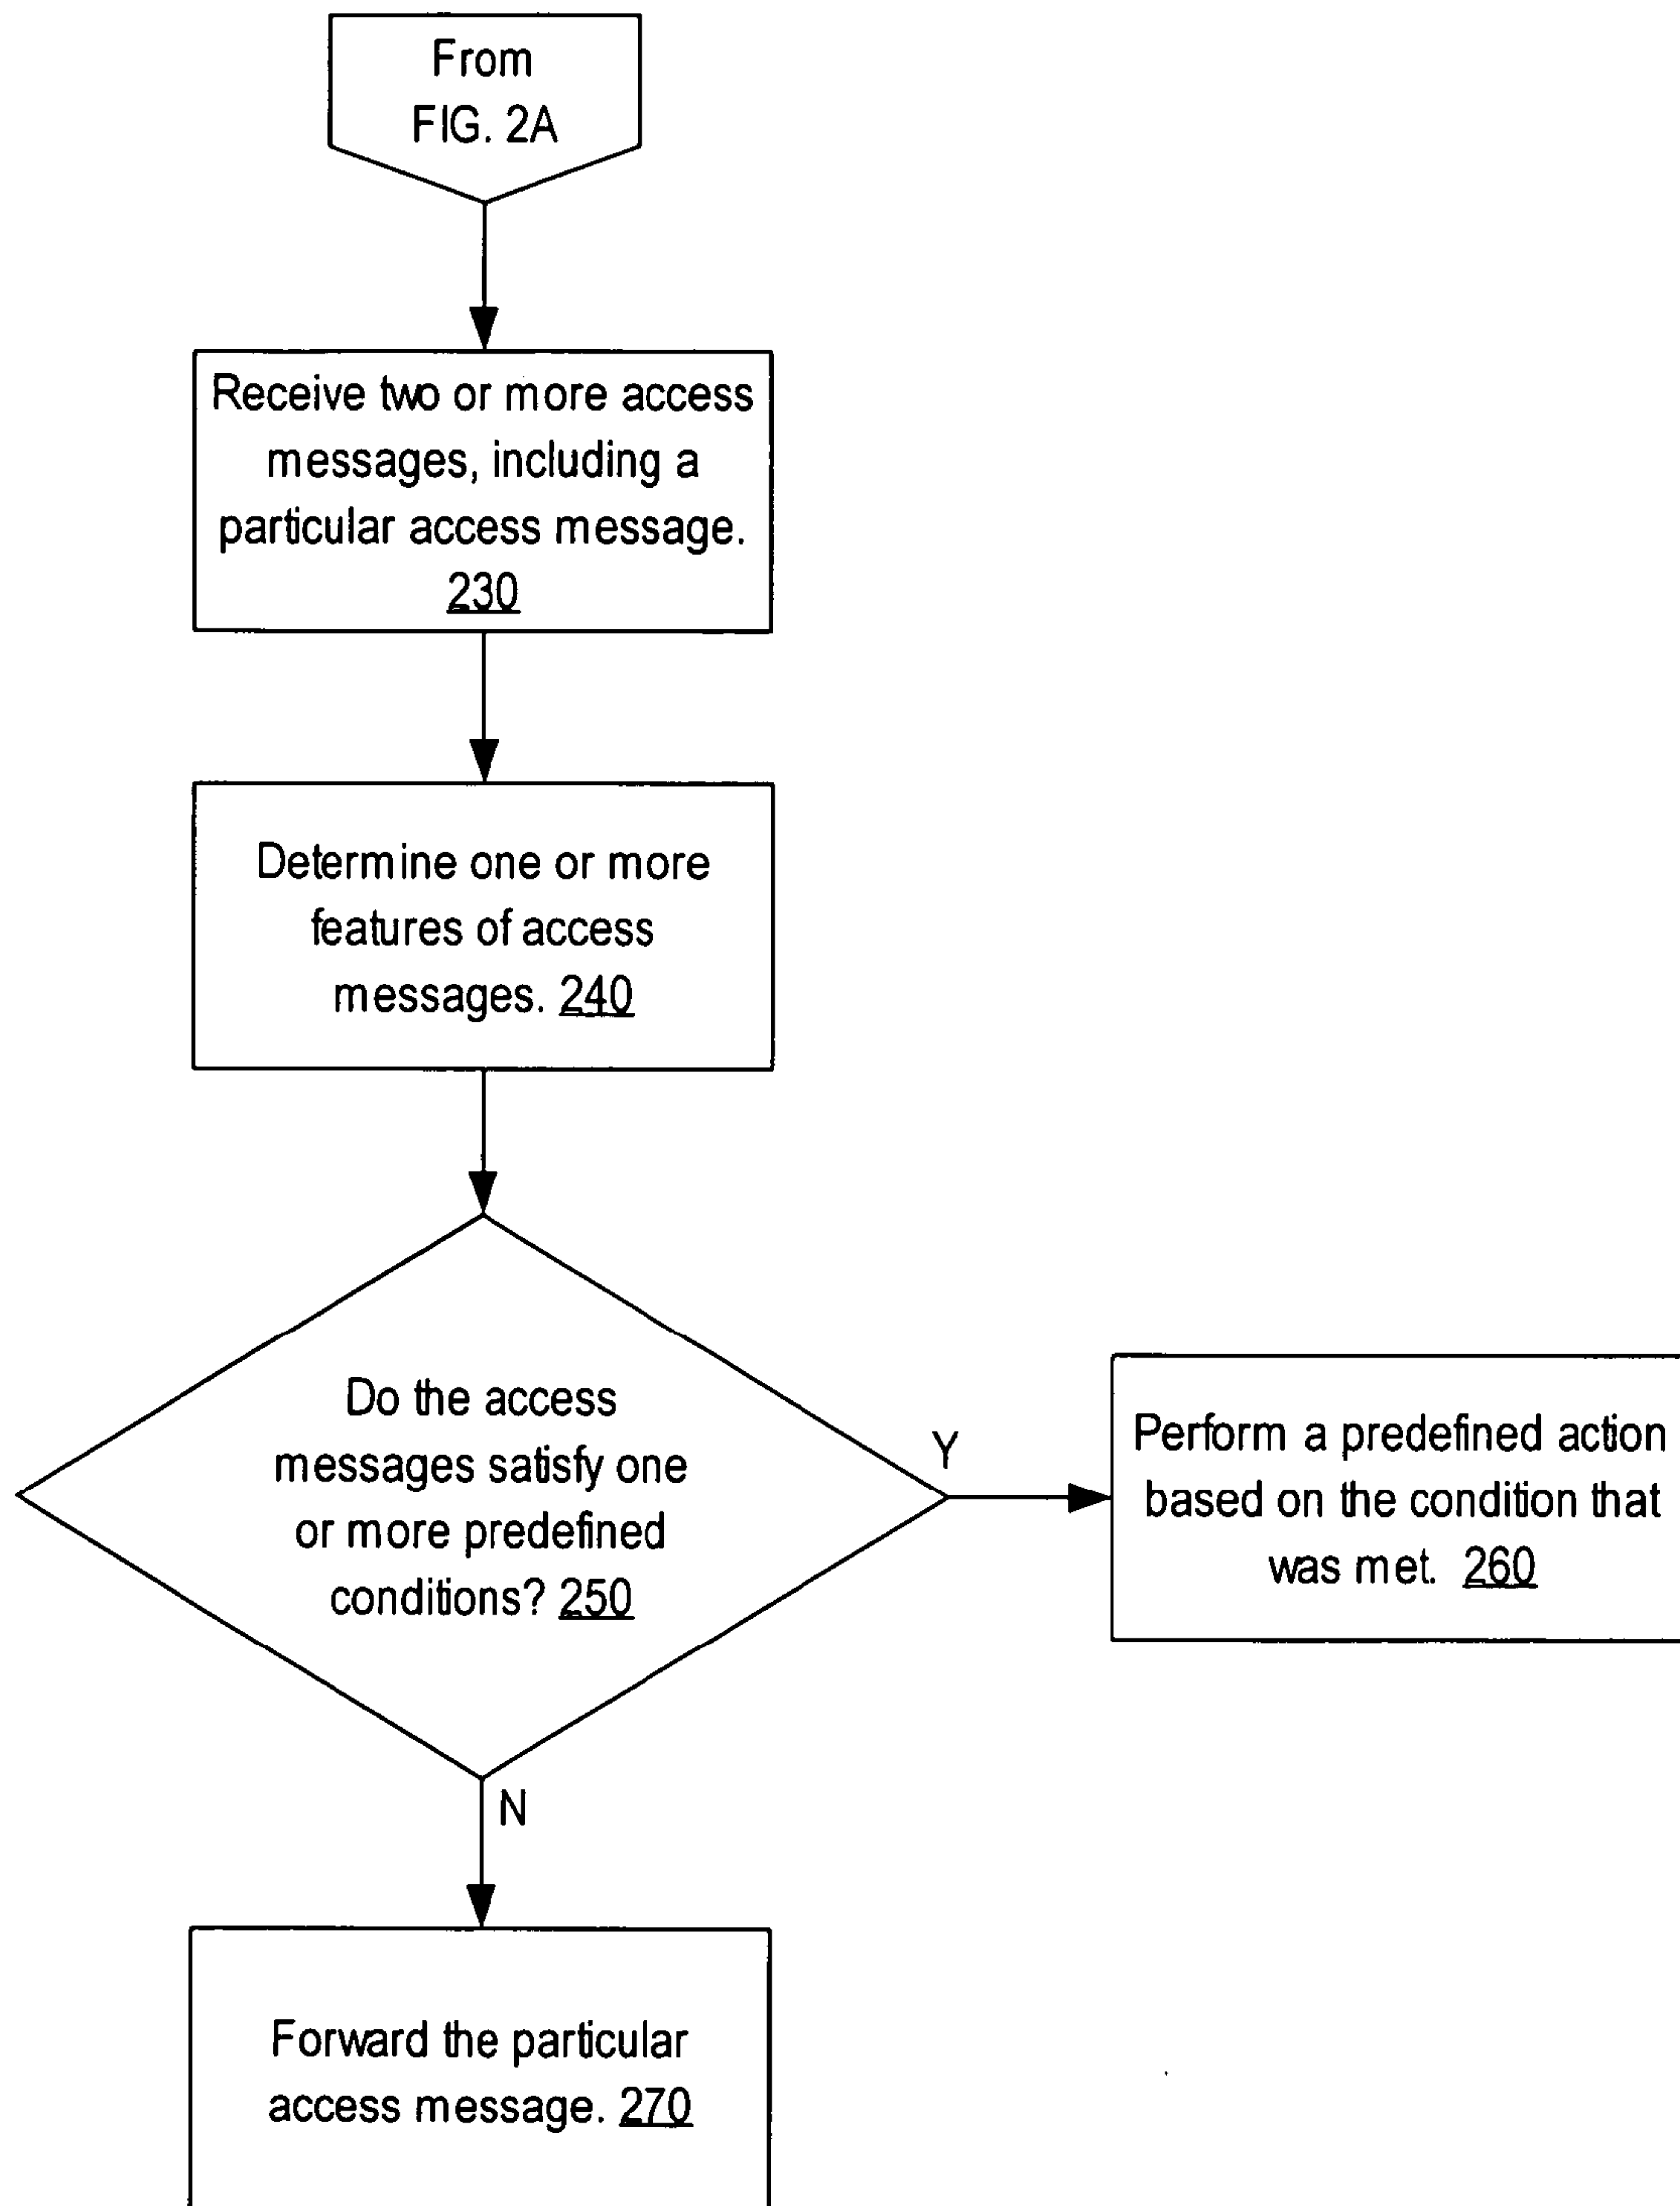 From
FIG. 2A
Receive two or more access
messages, including a
particular access message.
230
Determine one or more
features of access
messages. 240
Do the access
messages satisfy one
or more predefined
conditions? 250
Y
Perform a predefined action
based on the condition that
was met. 260
N
Forward the particular
access message. 270